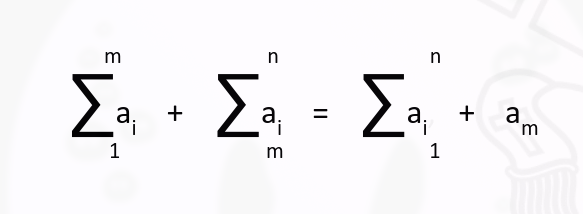 m n n
∑aᵢ + ∑aᵢ = ∑aᵢ + aₘ
1 m 1